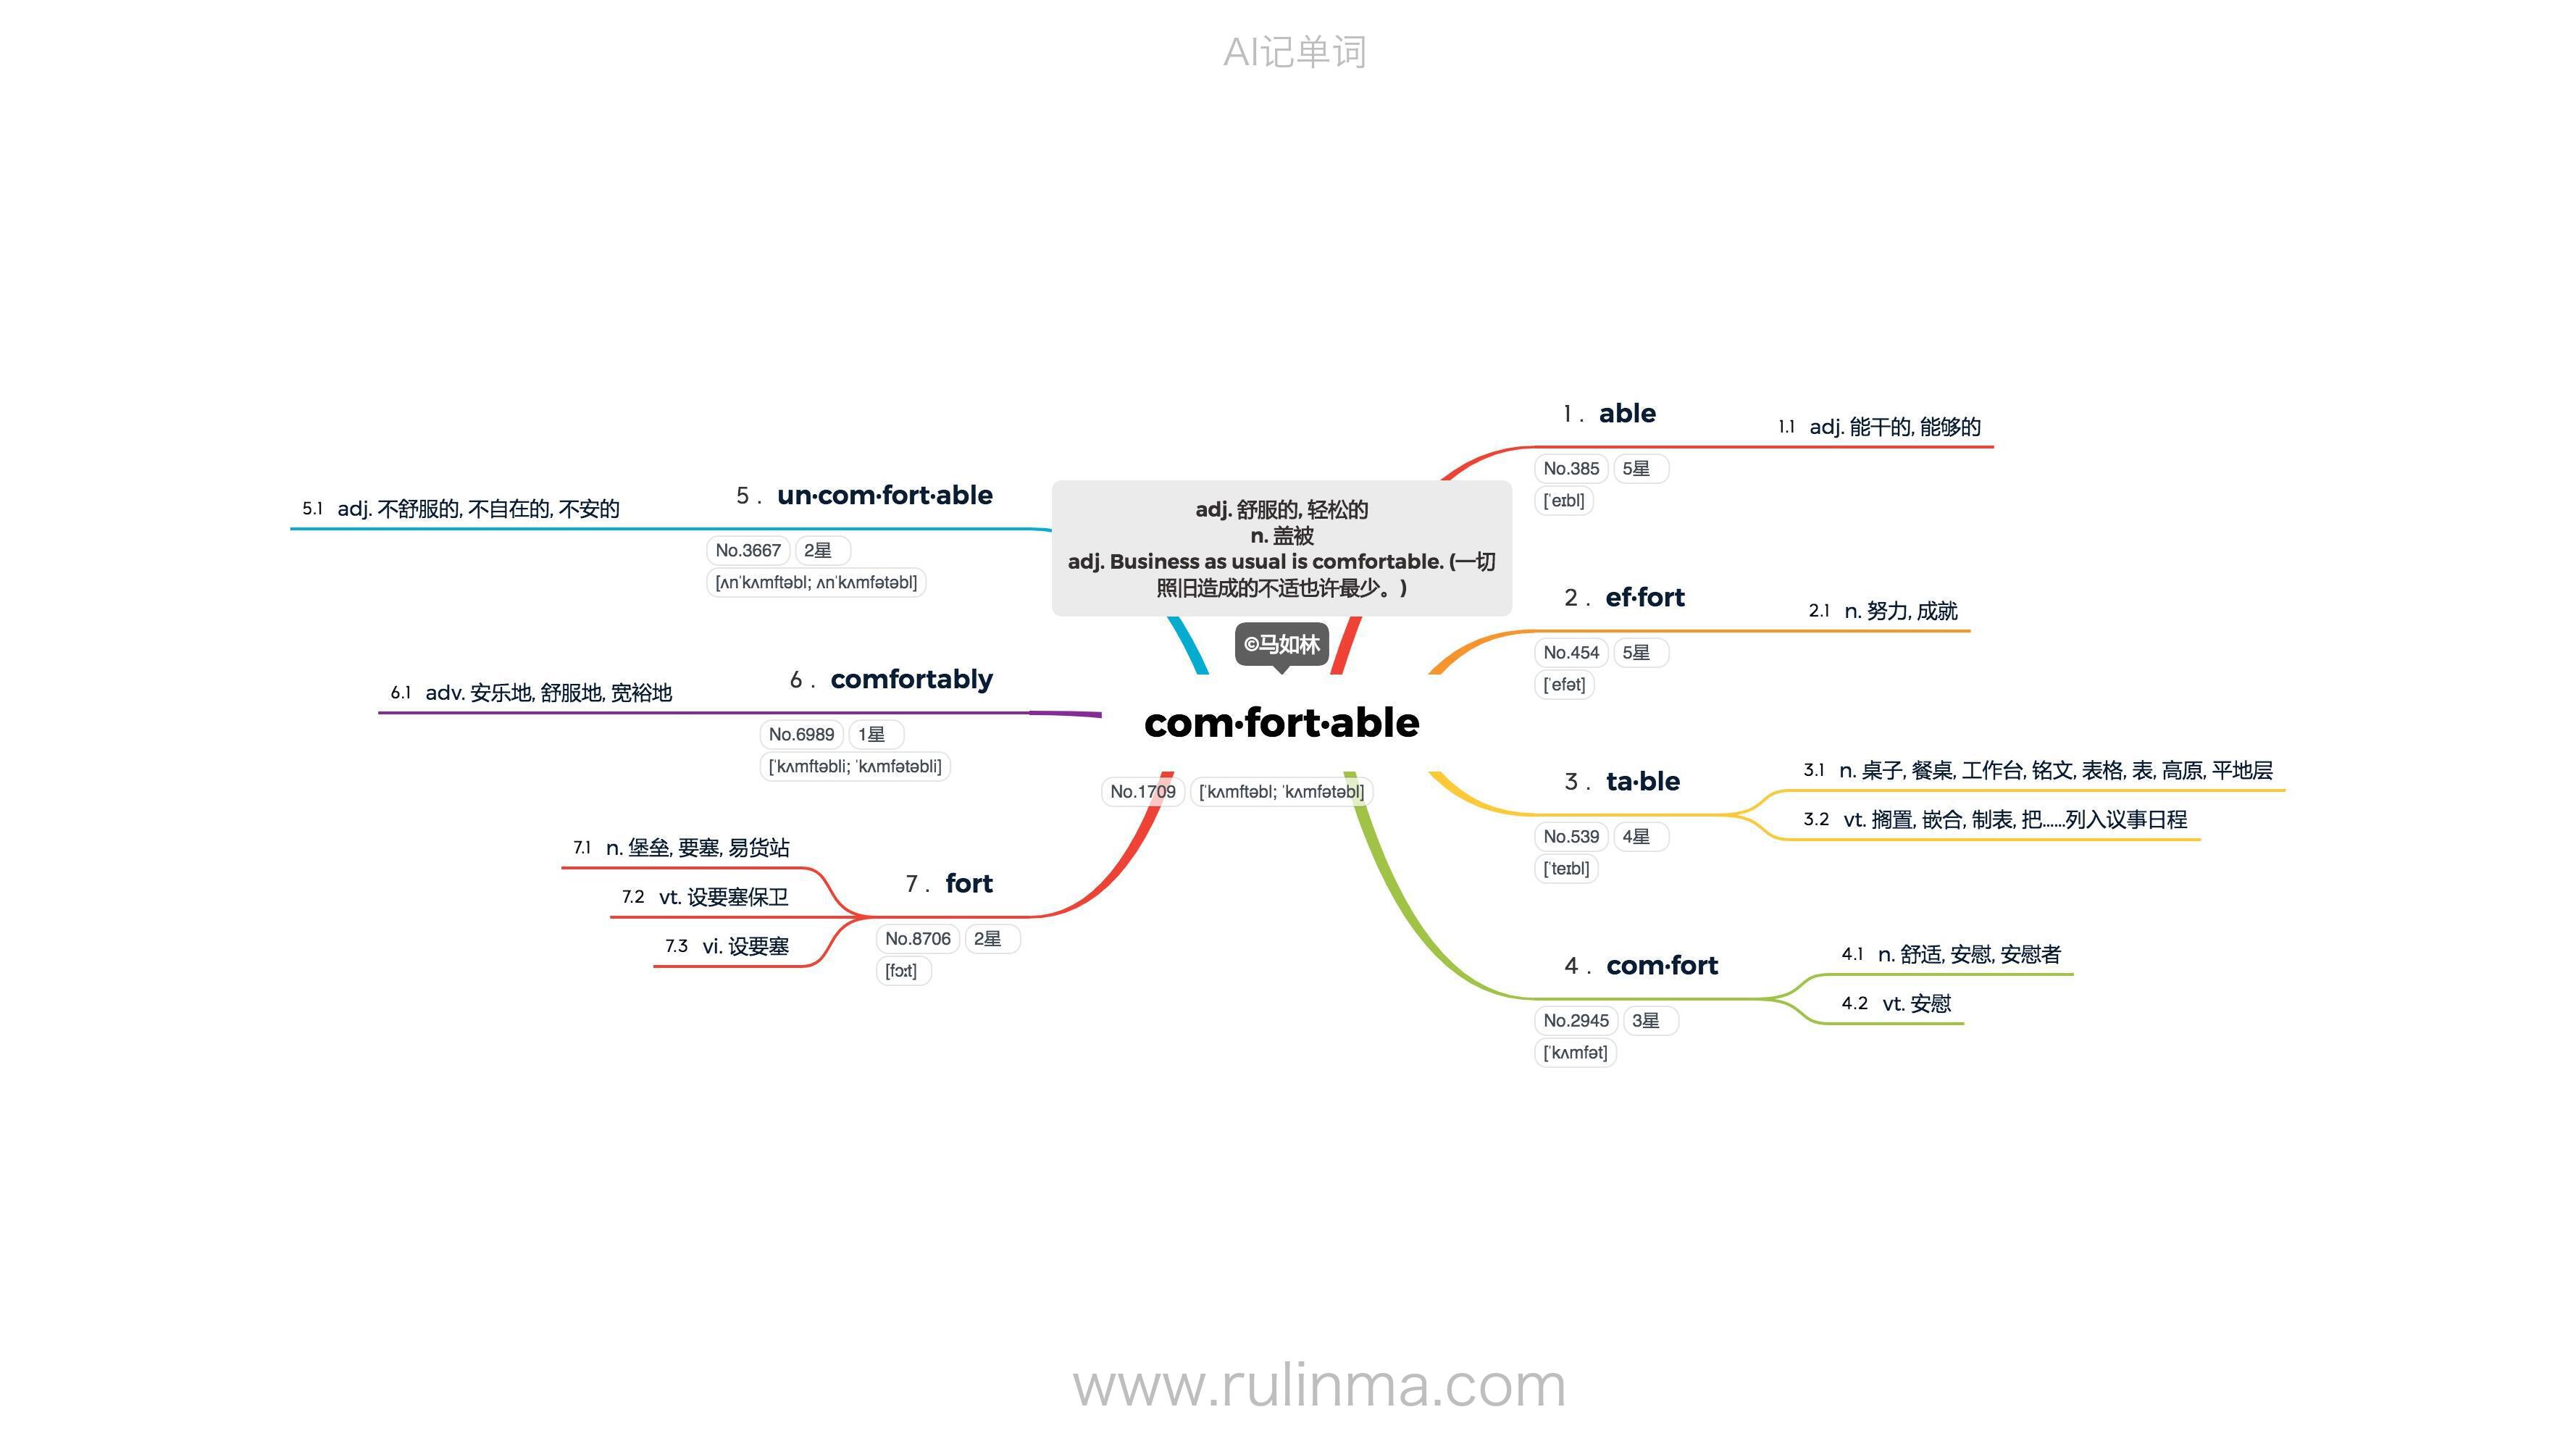 AI记单词
adj. 舒服的, 轻松的
n. 盖被
adj. Business as usual is comfortable. (一切
照旧造成的不适也许最少。)
©马如林
com·fort·able
No.1709 [ˈkʌmftəbl; ˈkʌmfətəbl]
1 . able
1.1 adj. 能干的, 能够的
No.385 5星
[ˈeɪbl]
2 . ef·fort
2.1 n. 努力, 成就
No.454 5星
[ˈefət]
3 . ta·ble
3.1 n. 桌子, 餐桌, 工作台, 铭文, 表格, 表, 高原, 平地层
3.2 vt. 搁置, 嵌合, 制表, 把......列入议事日程
No.539 4星
[ˈteɪbl]
4 . com·fort
4.1 n. 舒适, 安慰, 安慰者
4.2 vt. 安慰
No.2945 3星
[ˈkʌmfət]
5 . un·com·fort·able
5.1 adj. 不舒服的, 不自在的, 不安的
No.3667 2星
[ʌnˈkʌmftəbl; ʌnˈkʌmfətəbl]
6 . comfortably
6.1 adv. 安乐地, 舒服地, 宽裕地
No.6989 1星
[ˈkʌmftəbli; ˈkʌmfətəbli]
7 . fort
7.1 n. 堡垒, 要塞, 易货站
7.2 vt. 设要塞保卫
7.3 vi. 设要塞
No.8706 2星
[fɔːt]
www.rulinma.com